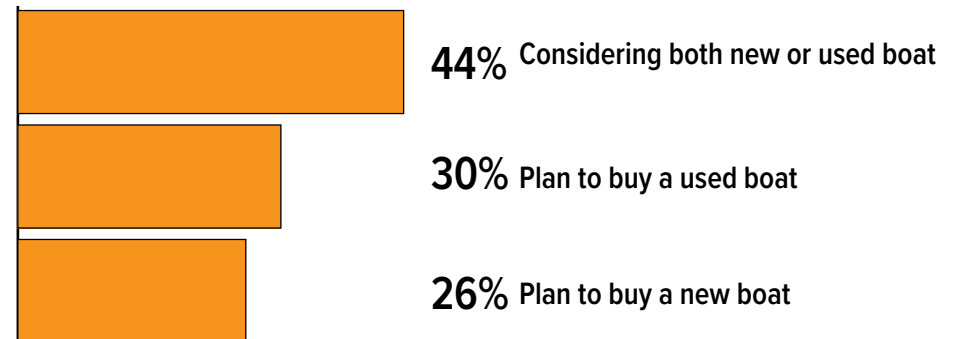 44% Considering both new or used boat
30% Plan to buy a used boat
26% Plan to buy a new boat